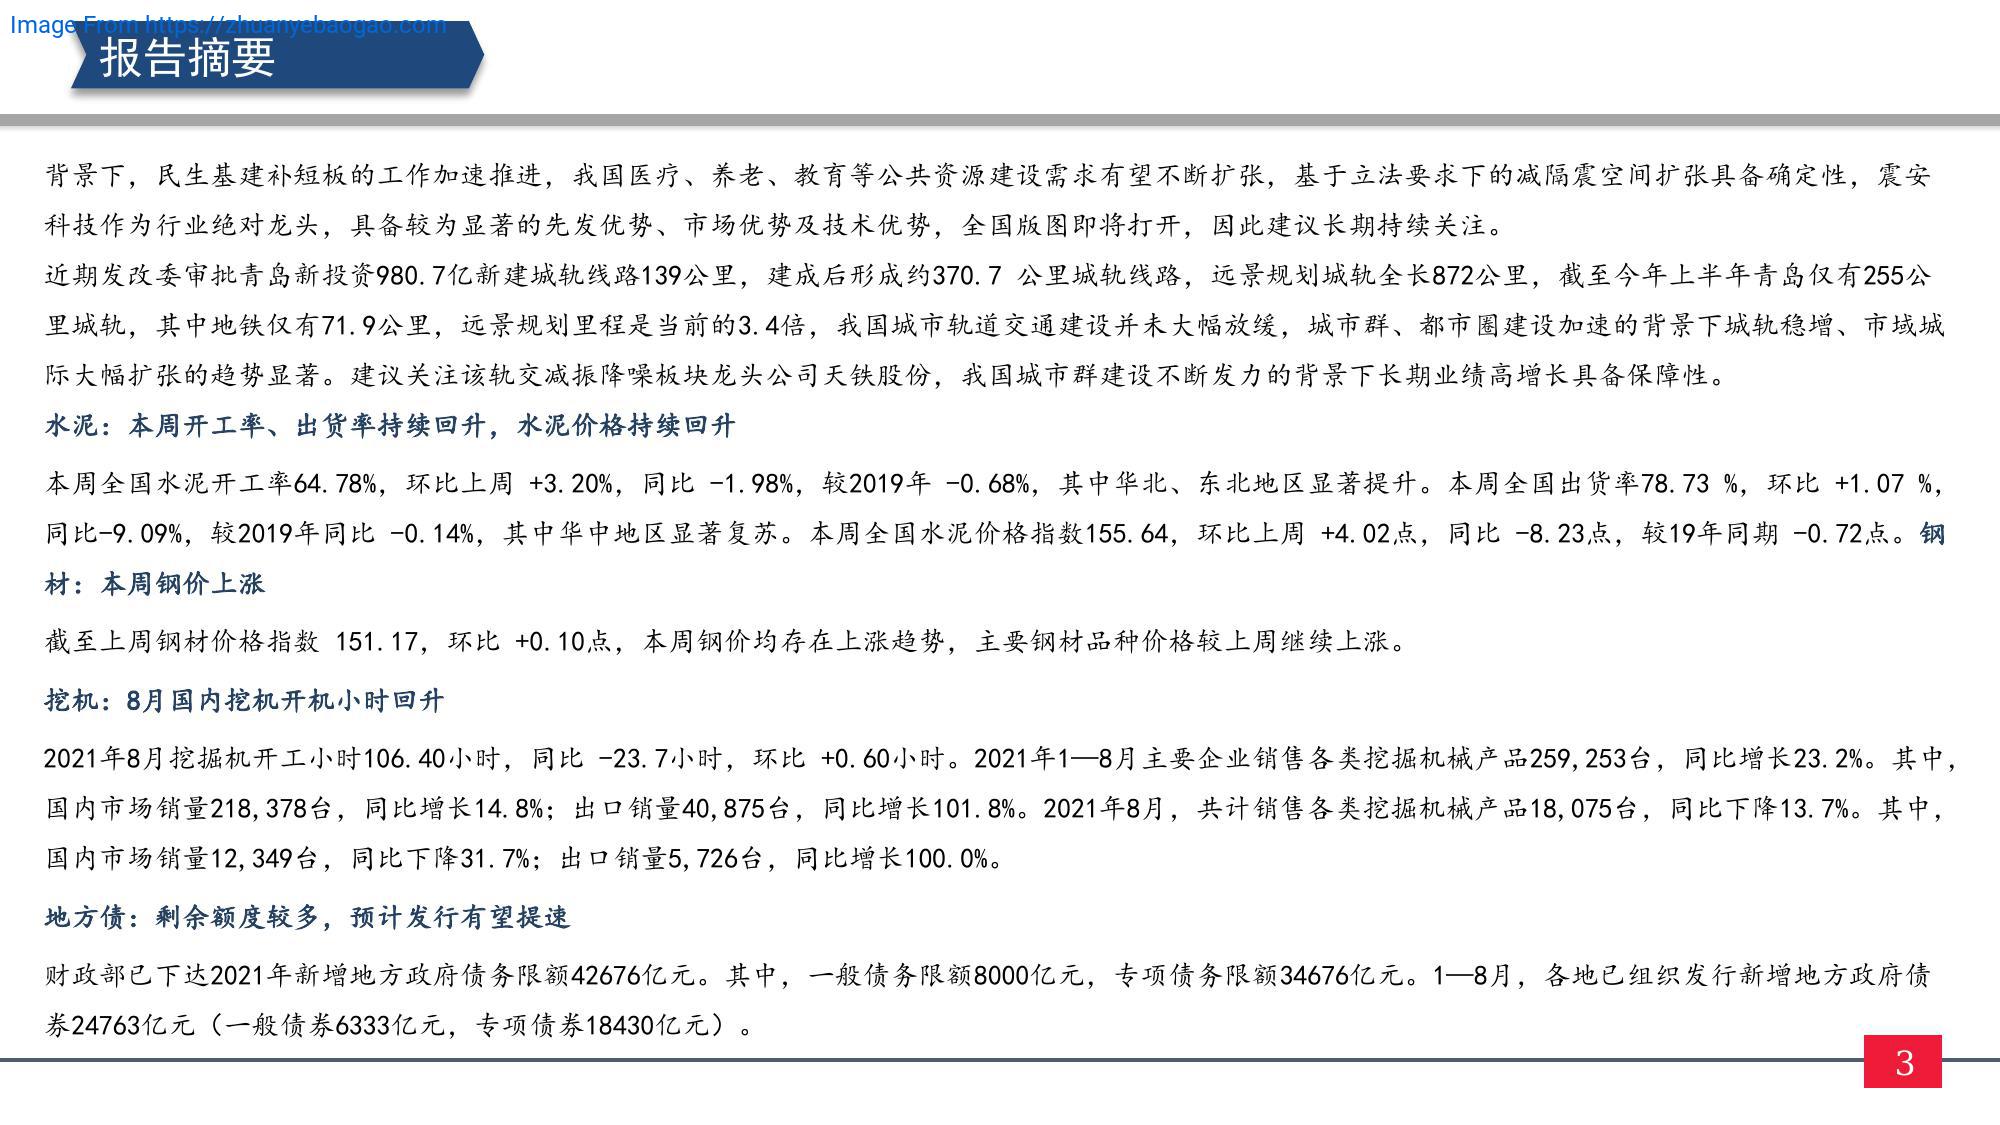 Image From https://zhuanyebaogao.com
报告摘要
背景下，民生基建补短板的工作加速推进，我国医疗、养老、教育等公共资源建设需求有望不断扩张，基于立法要求下的减隔震空间扩张具备确定性，震安
科技作为行业绝对龙头，具备较为显著的先发优势、市场优势及技术优势，全国版图即将打开，因此建议长期持续关注。
近期发改委审批青岛新投资980.7亿新建城轨线路139公里，建成后形成约370.7 公里城轨线路，远景规划城轨全长872公里，截至今年上半年青岛仅有255公
里城轨，其中地铁仅有71.9公里，远景规划里程是当前的3.4倍，我国城市轨道交通建设并未大幅放缓，城市群、都市圈建设加速的背景下城轨稳增、市域城
际大幅扩张的趋势显著。建议关注该轨交减振降噪板块龙头公司天铁股份，我国城市群建设不断发力的背景下长期业绩高增长具备保障性。
水泥：本周开工率、出货率持续回升，水泥价格持续回升
本周全国水泥开工率64.78%，环比上周 +3.20%，同比 -1.98%，较2019年 -0.68%，其中华北、东北地区显著提升。本周全国出货率78.73 %，环比 +1.07 %，
同比-9.09%，较2019年同比 -0.14%，其中华中地区显著复苏。本周全国水泥价格指数155.64，环比上周 +4.02点，同比 -8.23点，较19年同期 -0.72点。钢
材：本周钢价上涨
截至上周钢材价格指数 151.17，环比 +0.10点，本周钢价均存在上涨趋势，主要钢材品种价格较上周继续上涨。
挖机：8月国内挖机开机小时回升
2021年8月挖掘机开工小时106.40小时，同比 -23.7小时，环比 +0.60小时。2021年1—8月主要企业销售各类挖掘机械产品259,253台，同比增长23.2%。其中，
国内市场销量218,378台，同比增长14.8%；出口销量40,875台，同比增长101.8%。2021年8月，共计销售各类挖掘机械产品18,075台，同比下降13.7%。其中，
国内市场销量12,349台，同比下降31.7%；出口销量5,726台，同比增长100.0%。
地方债：剩余额度较多，预计发行有望提速
财政部已下达2021年新增地方政府债务限额42676亿元。其中，一般债务限额8000亿元，专项债务限额34676亿元。1—8月，各地已组织发行新增地方政府债
券24763亿元（一般债券6333亿元，专项债券18430亿元）。
3